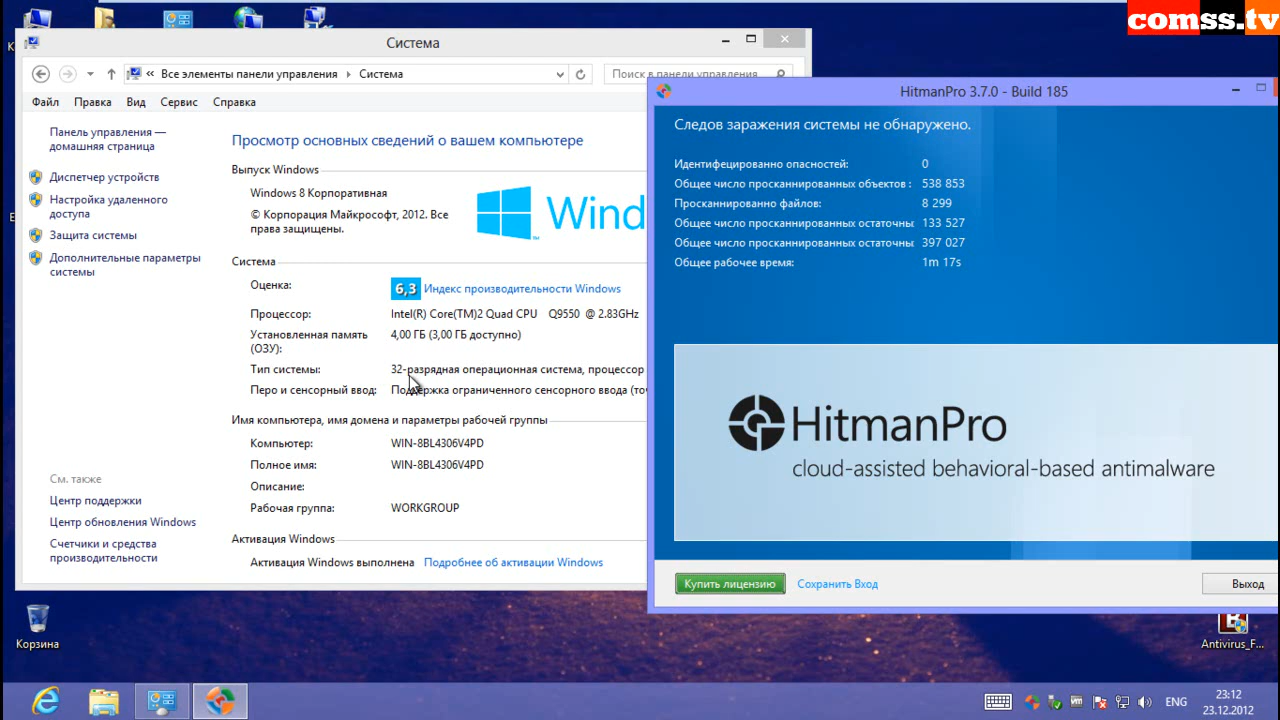 comss.tv
Система
Все элементы панели управления
Система
Поиск в панели управления
Файл Правка Вид Сервис Справка
Панель управления —
домашняя страница
Диспетчер устройств
Настройка удаленного
доступа
Защита системы
Дополнительные параметры
системы
См. также
Центр поддержки
Центр обновления Windows
Счетчики и средства
производительности
Просмотр основных сведений о вашем компьютере
Выпуск Windows
Windows 8 Корпоративная
© Корпорация Майкрософт, 2012. Все
права защищены.
Wind
Система
Оценка:
6,3 Индекс производительности Windows
Процессор: Intel(R) Core(TM)2 Quad CPU Q9550 @ 2.83GHz
Установленная память
(ОЗУ):
4,00 ГБ (3,00 ГБ доступно)
Тип системы: 32-разрядная операционная система, процессор
Перо и сенсорный ввод: Поддержка ограниченного сенсорного ввода (точ
Имя компьютера, имя домена и параметры рабочей группы
Компьютер: WIN-8BL4306V4PD
Полное имя: WIN-8BL4306V4PD
Описание:
Рабочая группа: WORKGROUP
Активация Windows
Активация Windows выполнена Подробнее об активации Windows
HitmanPro 3.7.0 - Build 185
Следов заражения системы не обнаружено.
Идентифецированно опасностей: 0
Общее число просканнированных объектов : 538 853
Просканнированно файлов: 8 299
Общее число просканнированных остаточны 133 527
Общее число просканнированных остаточны 397 027
Общее рабочее время: 1m 17s
HitmanPro
cloud-assisted behavioral-based antimalware
Купить лицензию Сохранить Вход Выход
Корзина
Antivirus_F...
ENG
23:12
23.12.2012